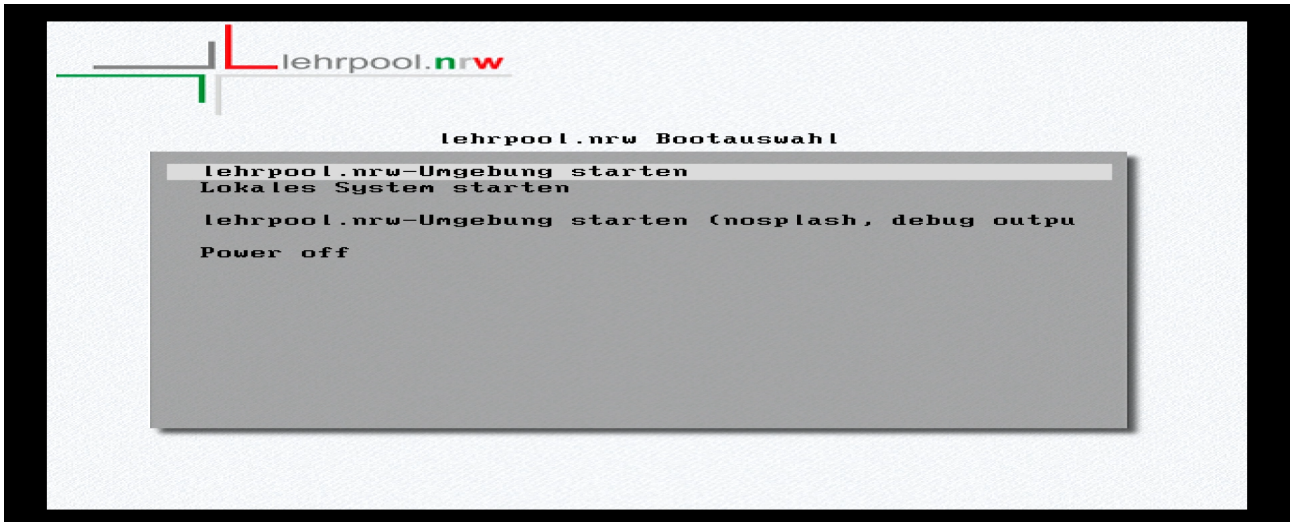 lehrpool.nrw
lehrpool.nrw Bootauswahl
lehrpool.nrw-Umgebung starten
Lokales System starten
lehrpool.nrw-Umgebung starten (nosplash, debug outpu
Power off